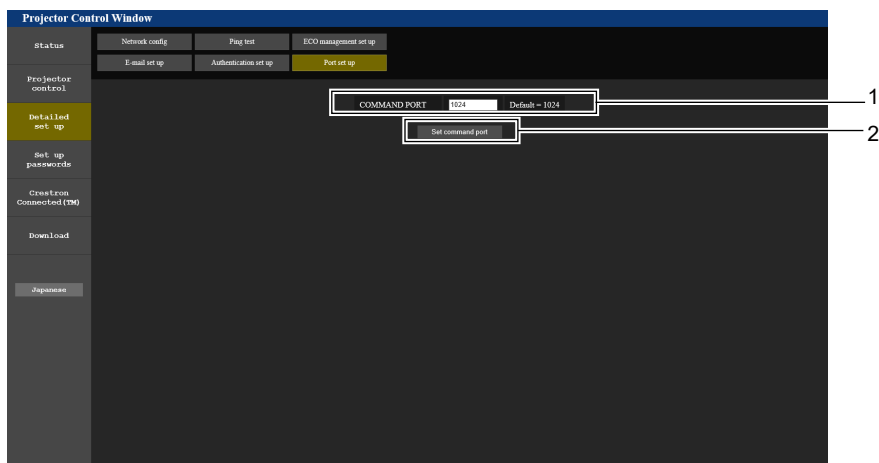 Projector Control Window
Status
Network config
Ping test
ECO management set up
E-mail set up
Authentication set up
Port set up
Projector
control
Detailed
set up
Set up
passwords
Crestron
Connected(TM)
Download
Japanese
COMMAND PORT 1024 Default = 1024
1
Set command port
2